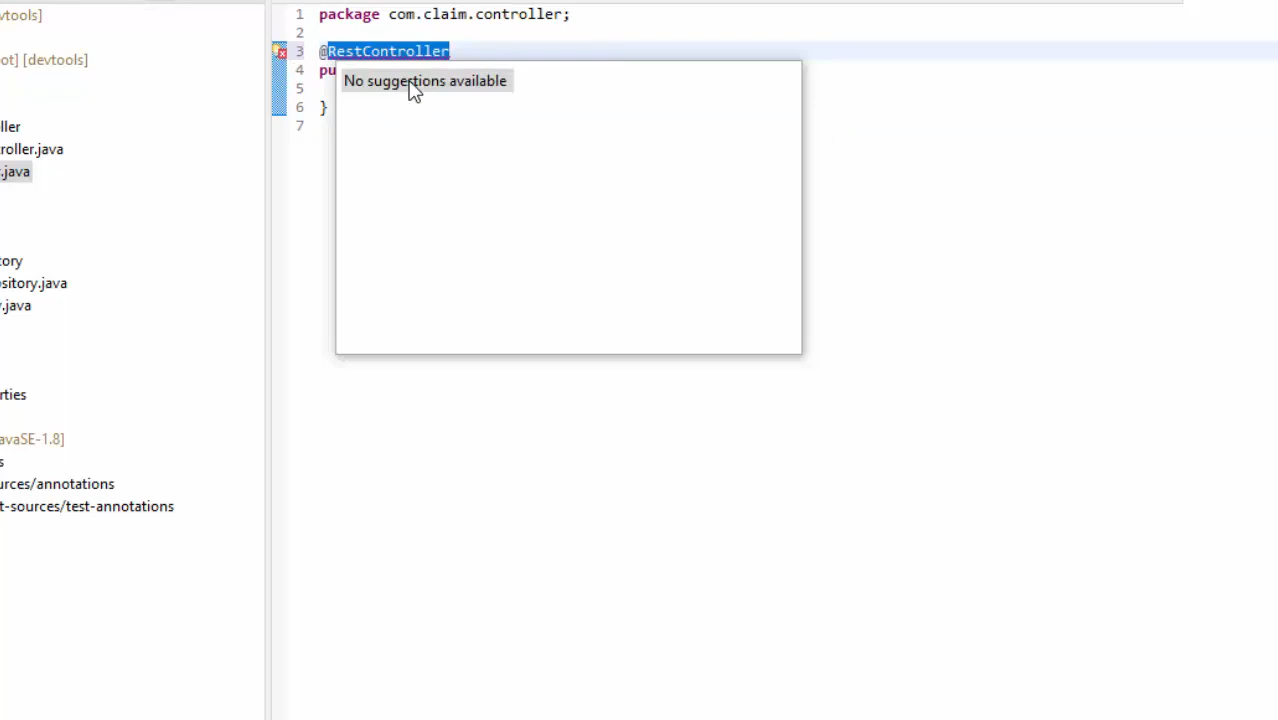 vtools]
ot] [devtools]
ller
roller.java
.java
tory
sitory.java
y.java
rties
avaSE-1.8]
s
urces/annotations
t-sources/test-annotations
1 package com.claim.controller;
2
3 @RestController
4 pu
5
6 }
7
No suggestions available